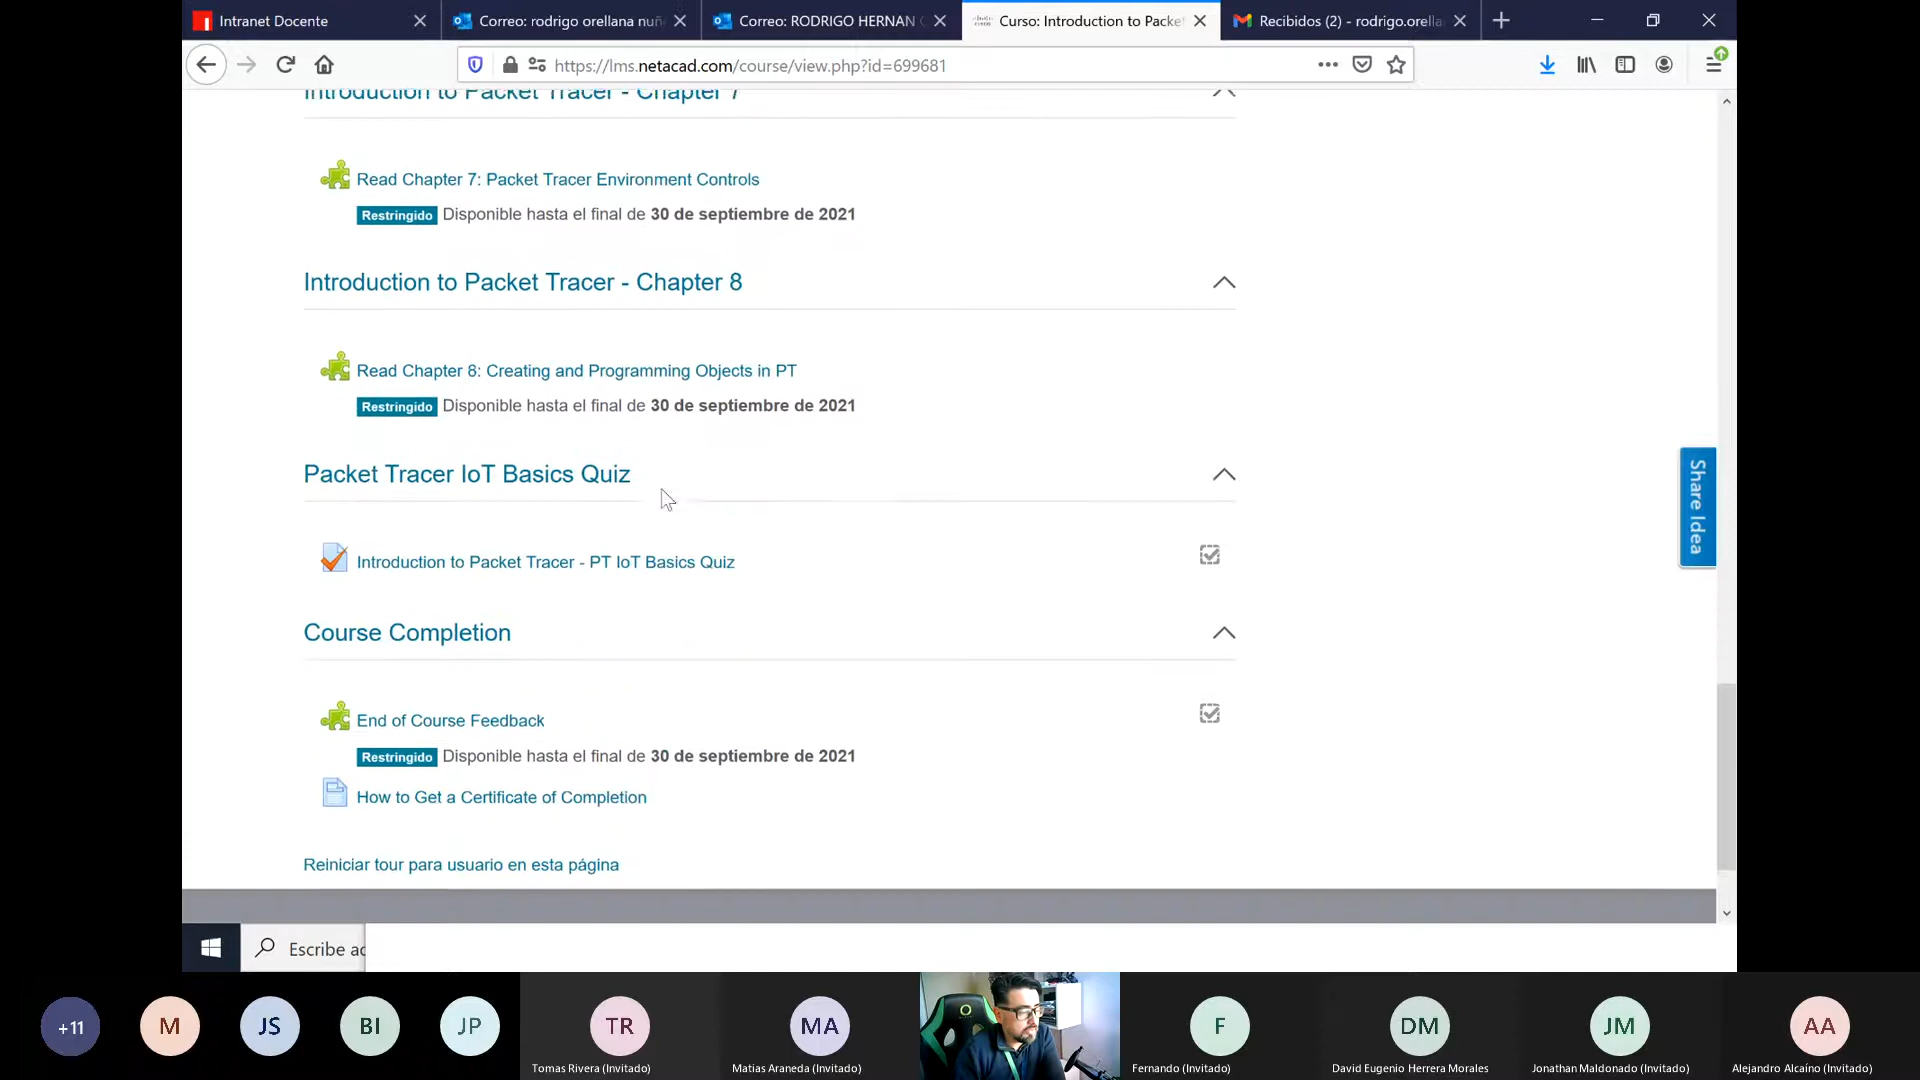 Intranet Docente
Correo: rodrigo orellana nuñ
Correo: RODRIGO HERNAN
Curso: Introduction to Packe
Recibidos (2) - rodrigo.orella
https://lms.netacad.com/course/view.php?id=699681
Introduction to Packet Tracer - Chapter 7
Read Chapter 7: Packet Tracer Environment Controls
Restringido Disponible hasta el final de 30 de septiembre de 2021
Introduction to Packet Tracer - Chapter 8
Read Chapter 8: Creating and Programming Objects in PT
Restringido Disponible hasta el final de 30 de septiembre de 2021
Packet Tracer IoT Basics Quiz
Introduction to Packet Tracer - PT IoT Basics Quiz
Share Idea
Course Completion
End of Course Feedback
Restringido Disponible hasta el final de 30 de septiembre de 2021
How to Get a Certificate of Completion
Reiniciar tour para usuario en esta página
Escribe ac
+11
M
JS
BI
JP
TR
Tomas Rivera (Invitado)
MA
Matias Araneda (Invitado)
F
Fernando (Invitado)
DM
David Eugenio Herrera Morales
JM
Jonathan Maldonado (Invitado)
AA
Alejandro Alcaíno (Invitado)